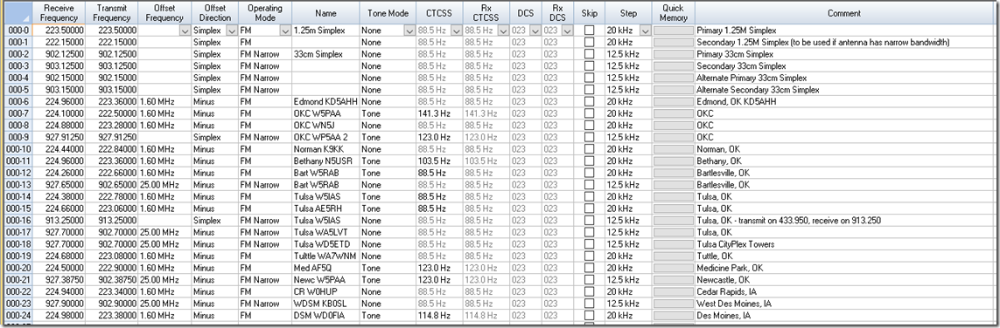 Receive Frequency Transmit Frequency Offset Frequency Offset Direction Operating Mode Name Tone Mode CTCSS Rx CTCSS DCS Rx DCS Skip Step Quick Memory Comment
000-0 223.50000 223.50000 Simplex FM 1.25m Simplex None 88.5 Hz 88.5 Hz 023 023 20 kHz Primary 1.25M Simplex
000-1 222.15000 222.15000 Simplex FM None 88.5 Hz 88.5 Hz 023 023 20 kHz Secondary 1.25M Simplex (to be used if antenna has narrow bandwidth)
000-2 902.12500 902.12500 Simplex FM Narrow 33cm Simplex None 88.5 Hz 88.5 Hz 023 023 12.5 kHz Primary 33cm Simplex
000-3 903.12500 903.12500 Simplex FM Narrow None 88.5 Hz 88.5 Hz 023 023 12.5 kHz Secondary 33cm Simplex
000-4 902.15000 902.15000 Simplex FM Narrow None 88.5 Hz 88.5 Hz 023 023 12.5 kHz Alternate Primary 33cm Simplex
000-5 903.15000 903.15000 Simplex FM Narrow None 88.5 Hz 88.5 Hz 023 023 12.5 kHz Alternate Secondary 33cm Simplex
000-6 224.96000 223.36000 1.60 MHz Minus FM Edmond KD5AHH None 88.5 Hz 88.5 Hz 023 023 20 kHz Edmond, OK KD5AHH
000-7 224.10000 222.50000 1.60 MHz Minus FM OKC W5PAA Tone 141.3 Hz 141.3 Hz 023 023 20 kHz OKC
000-8 224.88000 223.28000 1.60 MHz Minus FM OKC WN5J None 88.5 Hz 88.5 Hz 023 023 20 kHz OKC
000-9 927.91250 927.91250 Simplex FM Narrow OKC WP5AA 2 Tone 123.0 Hz 123.0 Hz 023 023 12.5 kHz OKC
000-10 224.44000 222.84000 1.60 MHz Minus FM Norman K9KK None 88.5 Hz 88.5 Hz 023 023 20 kHz Norman, OK
000-11 224.96000 223.36000 1.60 MHz Minus FM Bethany N5USR Tone 103.5 Hz 103.5 Hz 023 023 20 kHz Bethany, OK
000-12 224.26000 222.66000 1.60 MHz Minus FM Bart W5RAB Tone 88.5 Hz 88.5 Hz 023 023 20 kHz Bartlesville, OK
000-13 927.65000 902.65000 25.00 MHz Minus FM Narrow Bart W5RAB None 88.5 Hz 88.5 Hz 023 023 12.5 kHz Bartlesville, OK
000-14 224.38000 222.78000 1.60 MHz Minus FM Tulsa W5IAS Tone 88.5 Hz 88.5 Hz 023 023 20 kHz Tulsa, OK
000-15 224.66000 223.06000 1.60 MHz Minus FM Tulsa AE5RH Tone 88.5 Hz 88.5 Hz 023 023 20 kHz Tulsa, OK
000-16 913.25000 913.25000 Simplex FM Narrow Tulsa W5IAS None 88.5 Hz 88.5 Hz 023 023 12.5 kHz Tulsa, OK - transmit on 433.950, receive on 913.250
000-17 927.70000 902.70000 25.00 MHz Minus FM Narrow Tulsa WA5LVT None 88.5 Hz 88.5 Hz 023 023 12.5 kHz Tulsa, OK
000-18 927.70000 902.70000 25.00 MHz Minus FM Narrow Tulsa WD5ETD None 88.5 Hz 88.5 Hz 023 023 12.5 kHz Tulsa CityPlex Towers
000-19 224.68000 223.08000 1.60 MHz Minus FM Tulttle WA7WNM None 88.5 Hz 88.5 Hz 023 023 20 kHz Tuttle, OK
000-20 224.50000 222.90000 1.60 MHz Minus FM Med AF5Q Tone 123.0 Hz 123.0 Hz 023 023 20 kHz Medicine Park, OK
000-21 927.38750 902.38750 25.00 MHz Minus FM Narrow Newc W5PAA Tone 123.0 Hz 123.0 Hz 023 023 12.5 kHz Newcastle, OK
000-22 224.94000 223.34000 1.60 MHz Minus FM CR W0HUP None 88.5 Hz 88.5 Hz 023 023 20 kHz Cedar Rapids, IA
000-23 927.90000 902.90000 25.00 MHz Minus FM Narrow WDSM KB0SL None 88.5 Hz 88.5 Hz 023 023 12.5 kHz West Des Moines, IA
000-24 224.98000 223.38000 1.60 MHz Minus FM DSM WD0FIA Tone 114.8 Hz 114.8 Hz 023 023 20 kHz Des Moines, IA